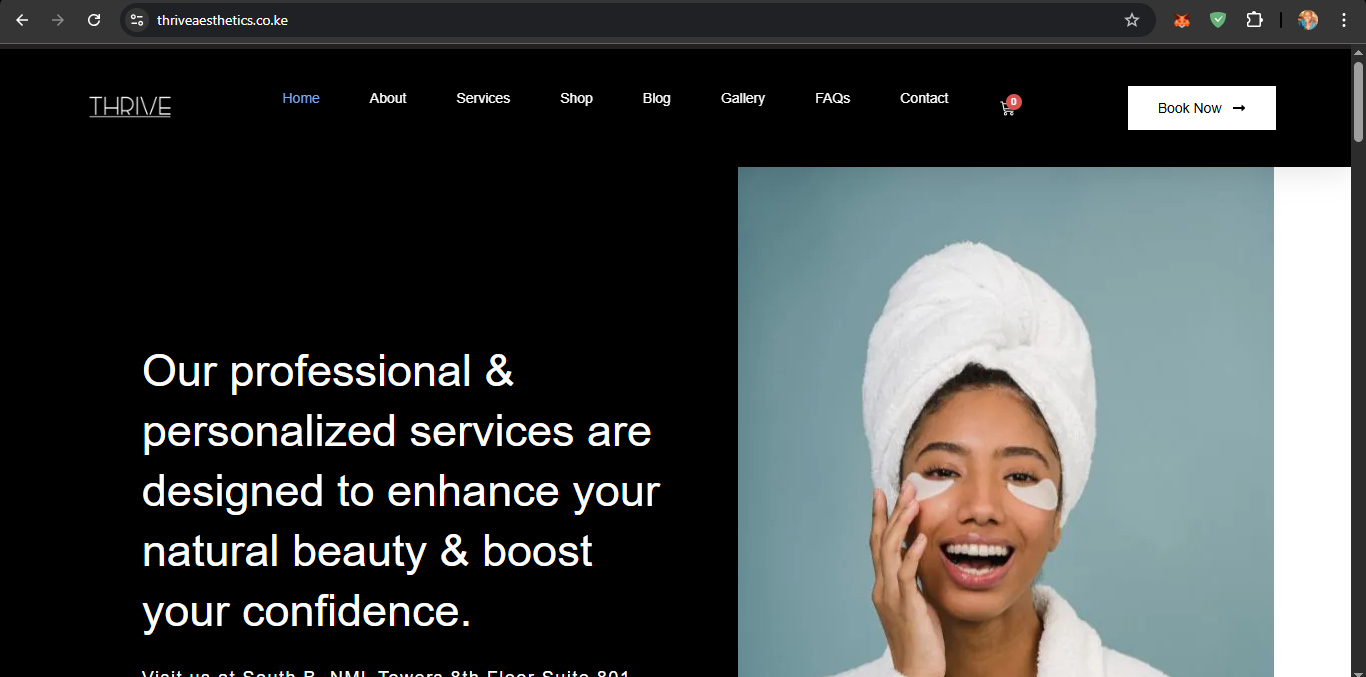 thriveaesthetics.co.ke
THRIVE
Home About Services Shop Blog Gallery FAQs Contact 0 Book Now
Our professional &
personalized services are
designed to enhance your
natural beauty & boost
your confidence.
Visit us at South B, NML Towers 8th Floor Suite 801